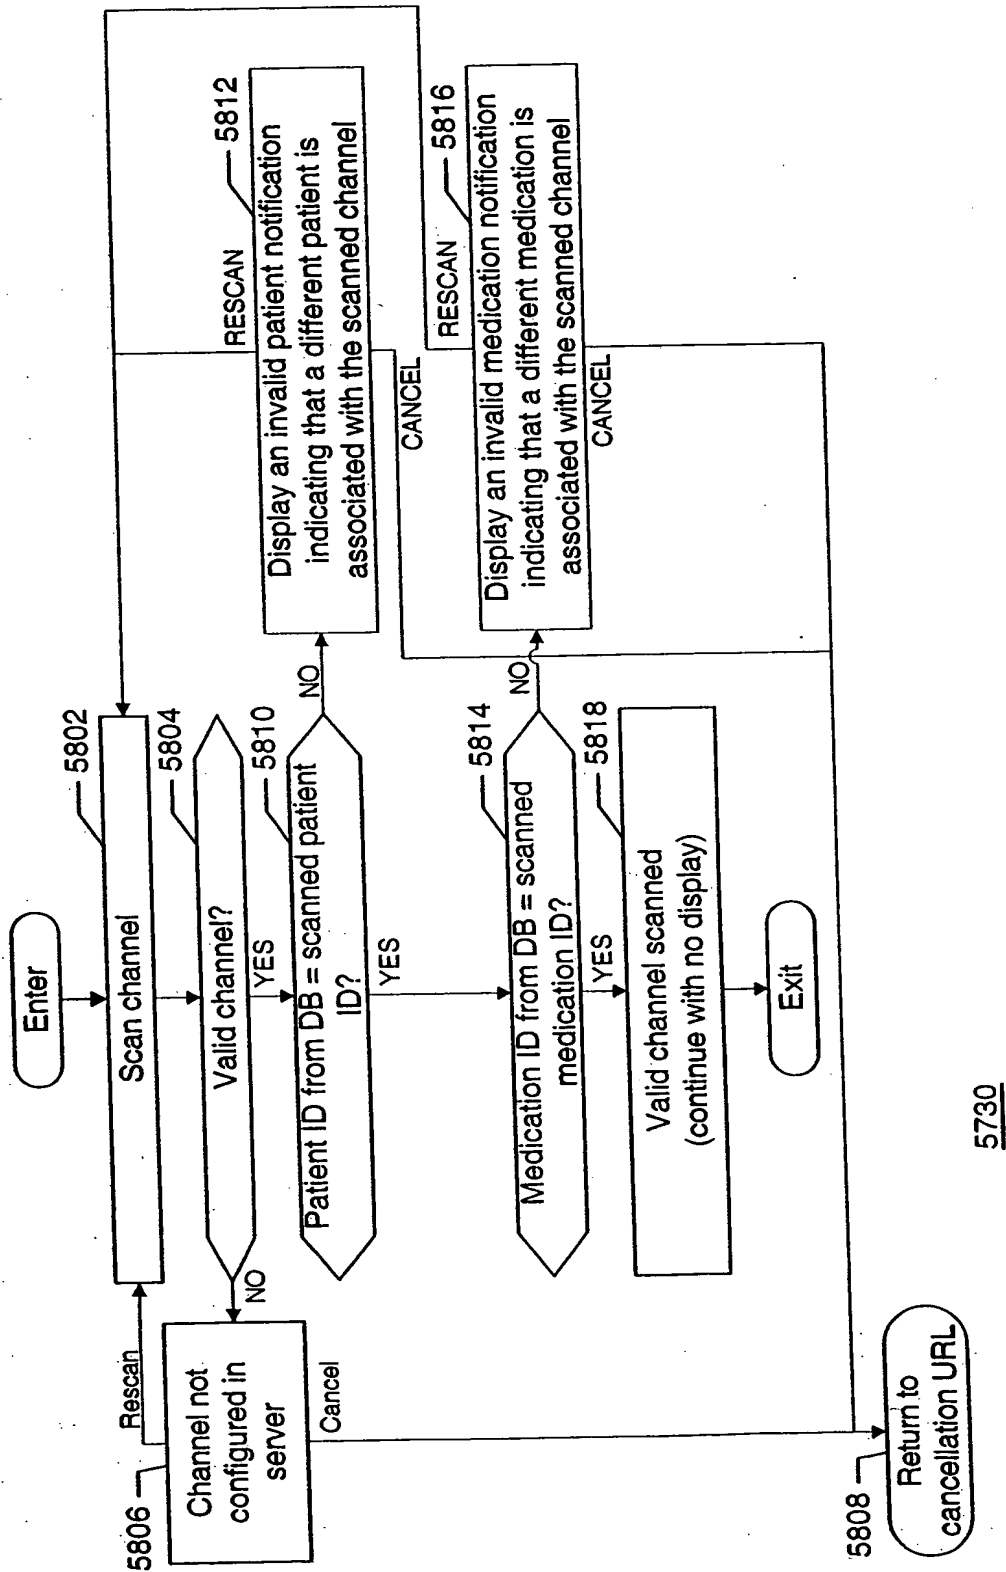 Enter
5802
Scan channel
Rescan
5804
Valid channel?
NO
YES
5806
Channel not
configured in
server
Cancel
5810
Patient ID from DB = scanned patient
ID?
NO
YES
RESCAN
5812
Display an invalid patient notification
indicating that a different patient is
associated with the scanned channel
CANCEL
5814
Medication ID from DB = scanned
medication ID?
NO
YES
RESCAN
5816
Display an invalid medication notification
indicating that a different medication is
associated with the scanned channel
CANCEL
5818
Valid channel scanned
(continue with no display)
Exit
5808
Return to
cancellation URL
5730